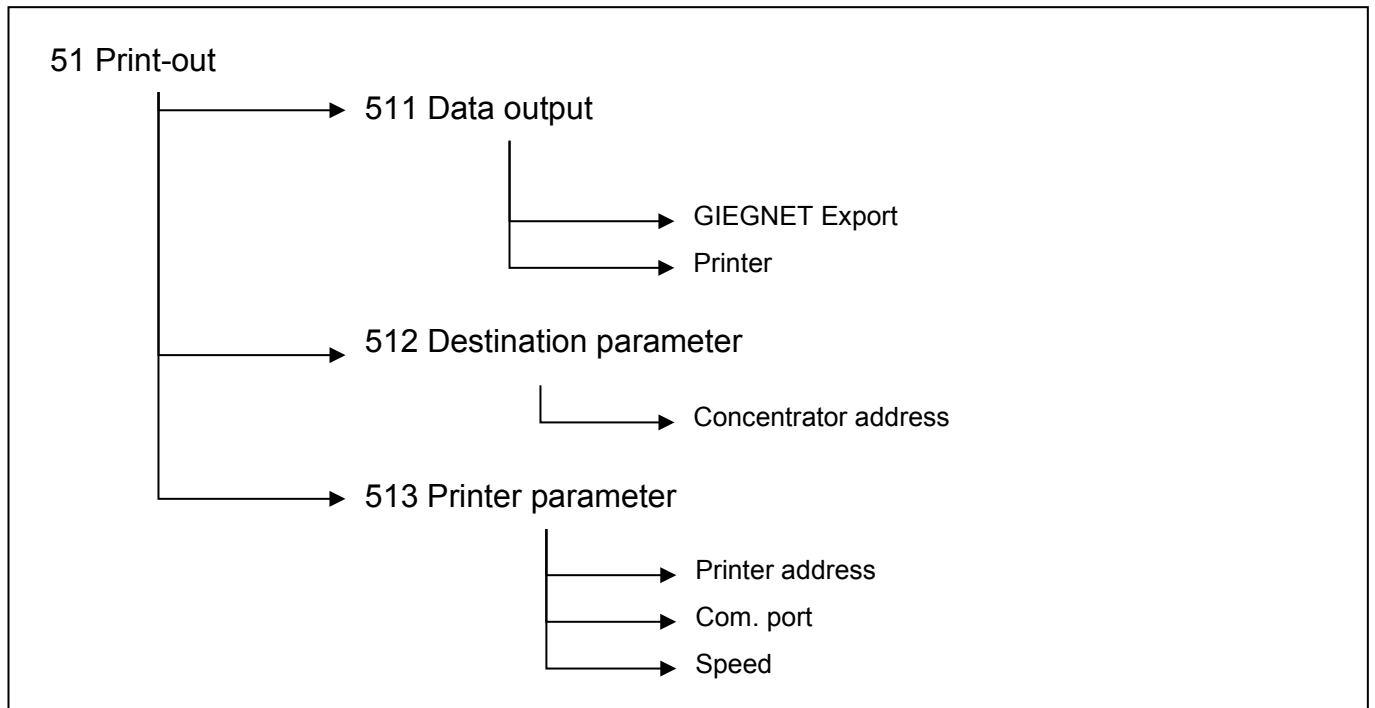 51 Print-out
511 Data output
GIEGNET Export
Printer
512 Destination parameter
Concentrator address
513 Printer parameter
Printer address
Com. port
Speed